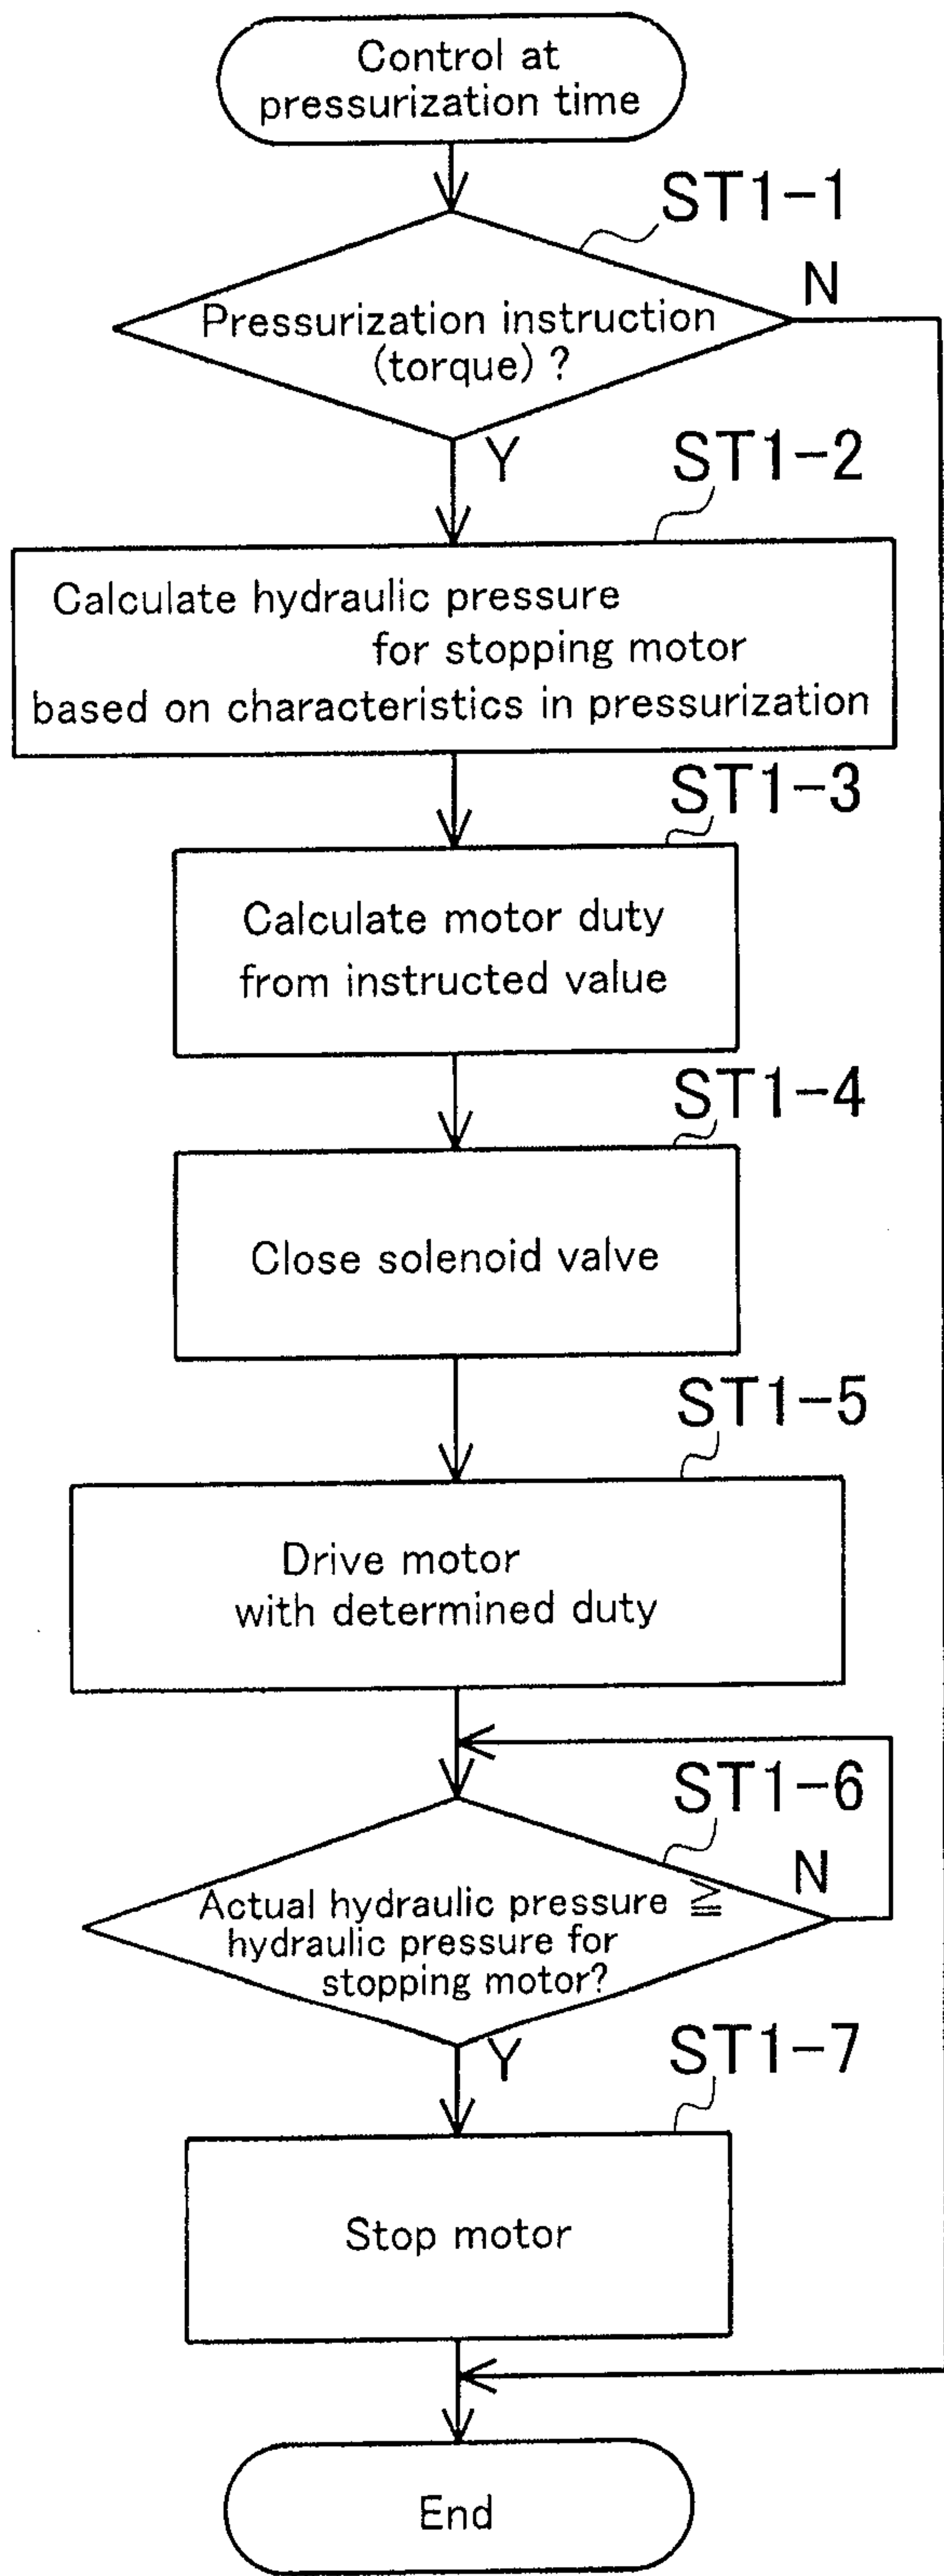 Control at
pressurization time
ST1-1
N
Pressurization instruction
(torque) ?
Y
ST1-2
Calculate hydraulic pressure
for stopping motor
based on characteristics in pressurization
ST1-3
Calculate motor duty
from instructed value
ST1-4
Close solenoid valve
ST1-5
Drive motor
with determined duty
ST1-6
N
Actual hydraulic pressure ≧
hydraulic pressure for
stopping motor?
Y
ST1-7
Stop motor
End